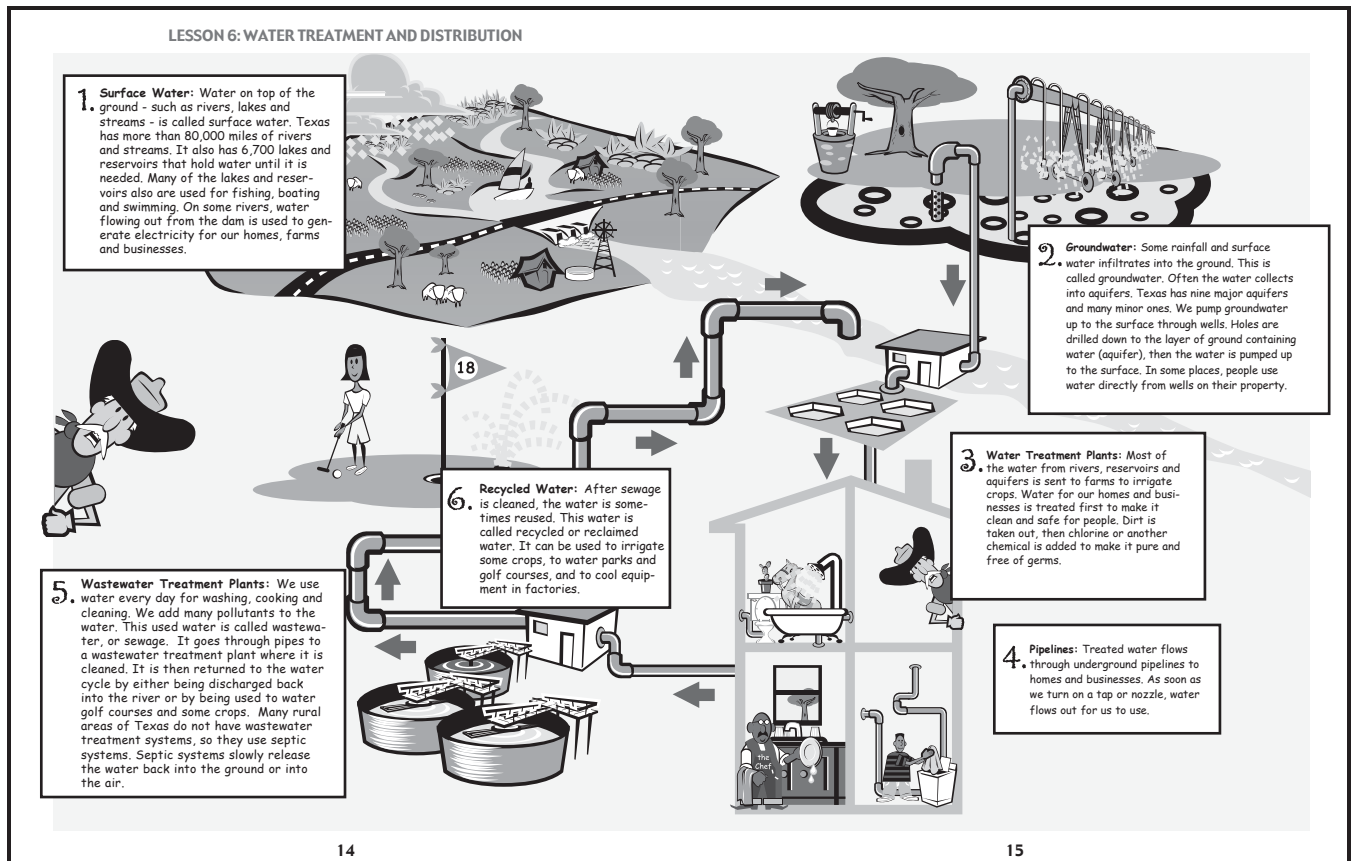 LESSON 6: WATER TREATMENT AND DISTRIBUTION
1. Surface Water: Water on top of the
ground - such as rivers, lakes and
streams - is called surface water. Texas
has more than 80,000 miles of rivers
and streams. It also has 6,700 lakes and
reservoirs that hold water until it is
needed. Many of the lakes and reser-
voirs also are used for fishing, boating
and swimming. On some rivers, water
flowing out from the dam is used to gen-
erate electricity for our homes, farms
and businesses.
2. Groundwater: Some rainfall and surface
water infiltrates into the ground. This is
called groundwater. Often the water collects
into aquifers. Texas has nine major aquifers
and many minor ones. We pump groundwater
up to the surface through wells. Holes are
drilled down to the layer of ground containing
water (aquifer), then the water is pumped up
to the surface. In some places, people use
water directly from wells on their property.
18
3. Water Treatment Plants: Most of
the water from rivers, reservoirs and
aquifers is sent to farms to irrigate
crops. Water for our homes and busi-
nesses is treated first to make it
clean and safe for people. Dirt is
taken out, then chlorine or another
chemical is added to make it pure and
free of germs.
4. Pipelines: Treated water flows
through underground pipelines to
homes and businesses. As soon as
we turn on a tap or nozzle, water
flows out for us to use.
the
Chef
5. Wastewater Treatment Plants: We use
water every day for washing, cooking and
cleaning. We add many pollutants to the
water. This used water is called wastewa-
ter, or sewage. It goes through pipes to
a wastewater treatment plant where it is
cleaned. It is then returned to the water
cycle by either being discharged back
into the river or by being used to water
golf courses and some crops. Many rural
areas of Texas do not have wastewater
treatment systems, so they use septic
systems. Septic systems slowly release
the water back into the ground or into
the air.
6. Recycled Water: After sewage
is cleaned, the water is some-
times reused. This water is
called recycled or reclaimed
water. It can be used to irrigate
some crops, to water parks and
golf courses, and to cool equip-
ment in factories.
14
15